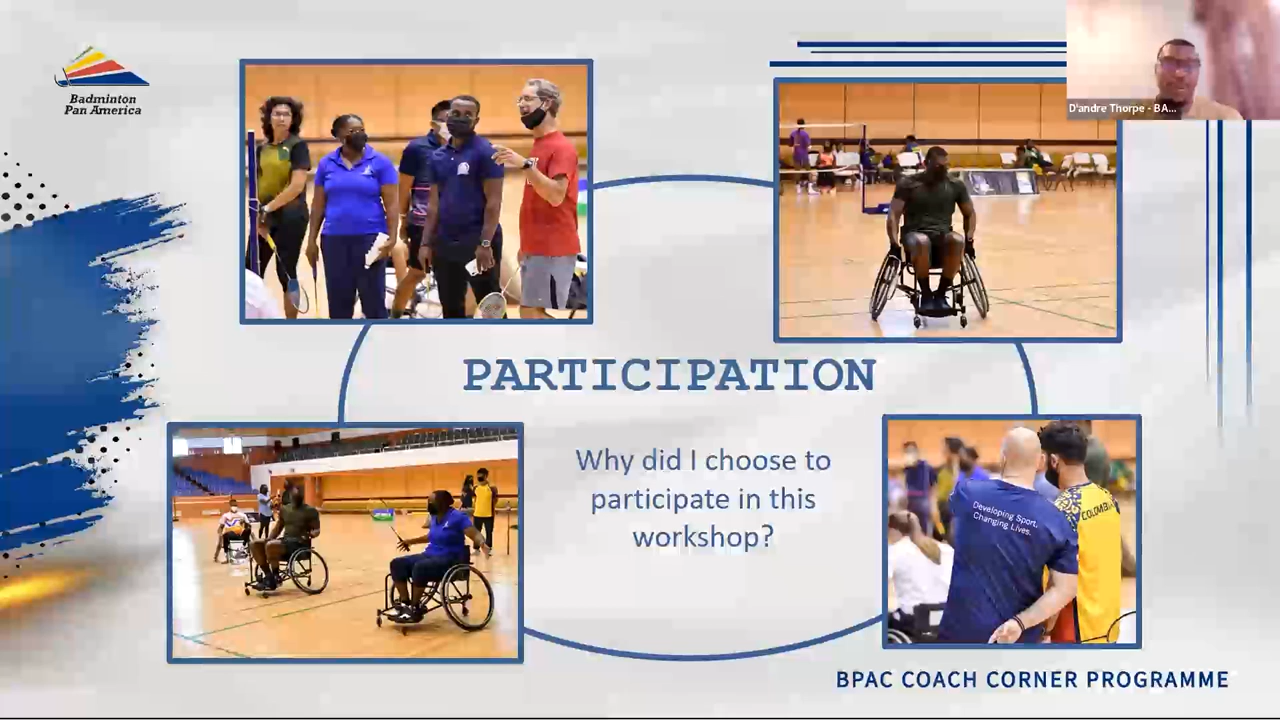 Badminton
Pan America
D'andre Thorpe - BA...
PARTICIPATION
Why did I choose to
participate in this
workshop?
Developing Sport.
Changing Lives.
BPAC COACH CORNER PROGRAMME